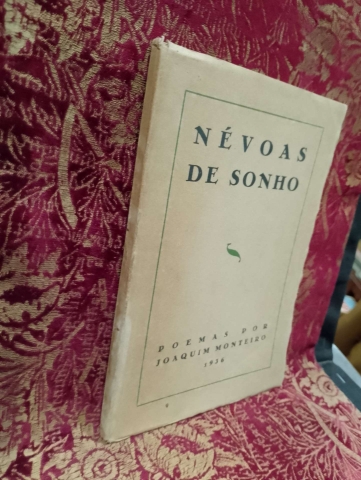 NÉVOAS
DE SONHO
POEMAS POR
JOAQUIM MONTEIRO
1936